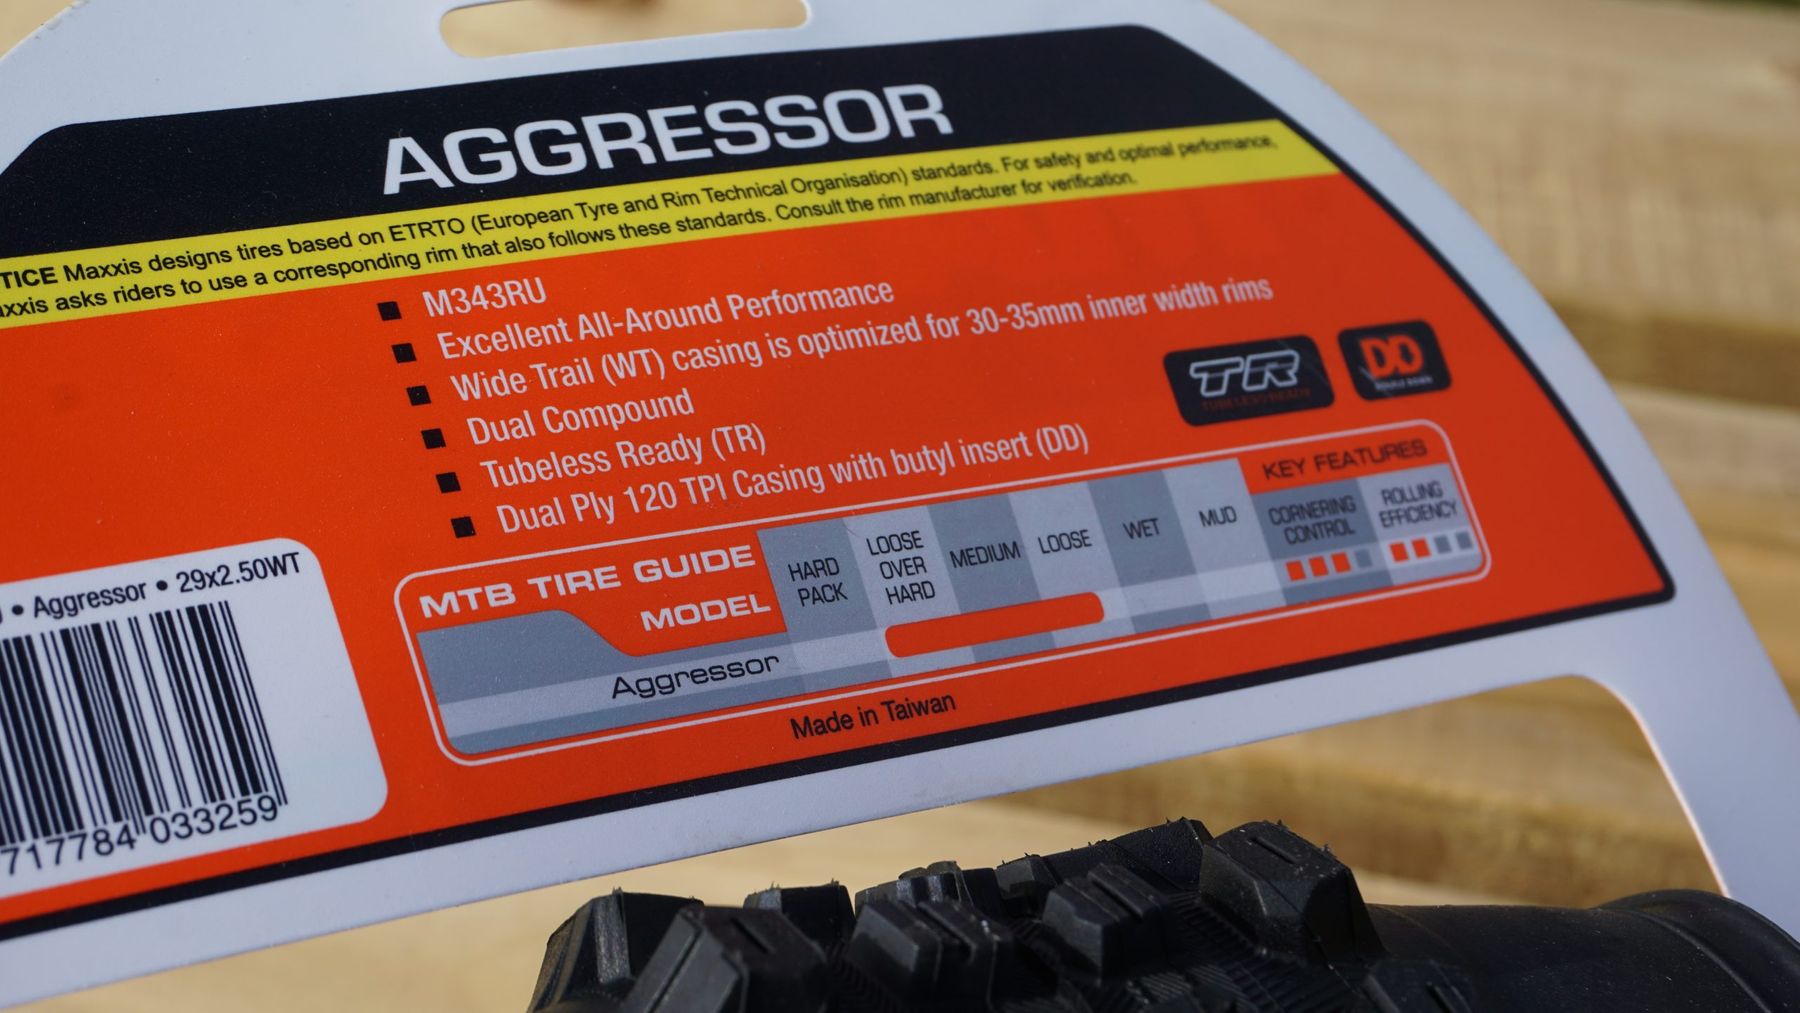 AGGRESSOR
TICE Maxxis designs tires based on ETRTO (European Tyre and Rim Technical Organisation) standards. For safety and optimal performance,
axxis asks riders to use a corresponding rim that also follows these standards. Consult the rim manufacturer for verification.
M343RU
Excellent All-Around Performance
Wide Trail (WT) casing is optimized for 30-35mm inner width rims
Dual Compound
Tubeless Ready (TR)
Dual Ply 120 TPI Casing with butyl insert (DD)
TR
TUBELESS READY
DD
DOUBLE DOWN
• Aggressor • 29x2.50WT
717784 033259
MTB TIRE GUIDE
MODEL
HARD
PACK
LOOSE
OVER
HARD
MEDIUM
LOOSE
WET
MUD
KEY FEATURES
CORNERING
CONTROL
ROLLING
EFFICIENCY
Aggressor
Made in Taiwan